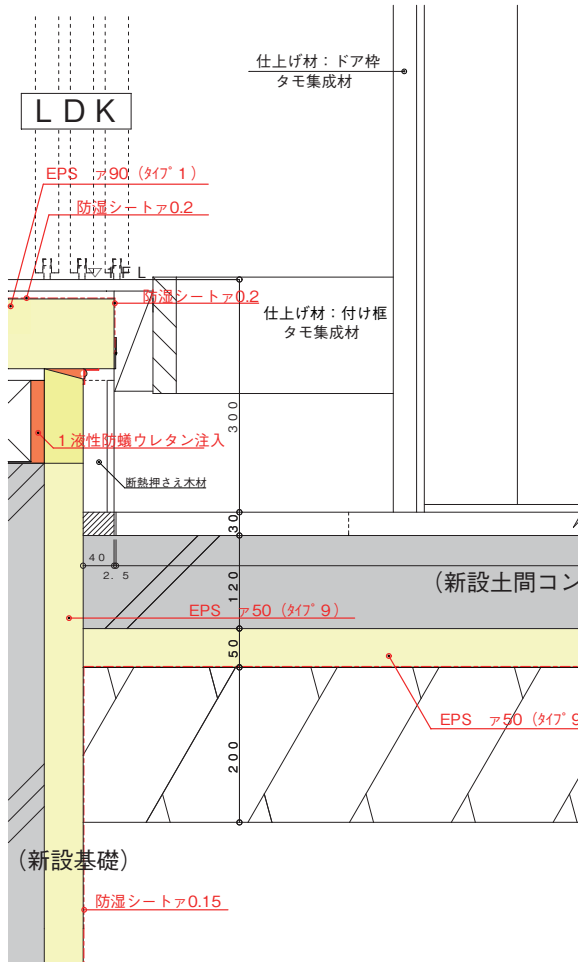 仕上げ材：ドア枠
タモ集成材
LDK
EPS ァ90（ﾀｲﾌﾟ1）
防湿シートァ0.2
防湿シートァ0.2
仕上げ材：付け框
タモ集成材
300
1液性防蟻ウレタン注入
断熱押さえ木材
30
40
2.5
120
（新設土間コン
EPS ァ50（ﾀｲﾌﾟ9）
50
EPS ァ50（ﾀｲﾌﾟ9
200
（新設基礎）
防湿シートァ0.15